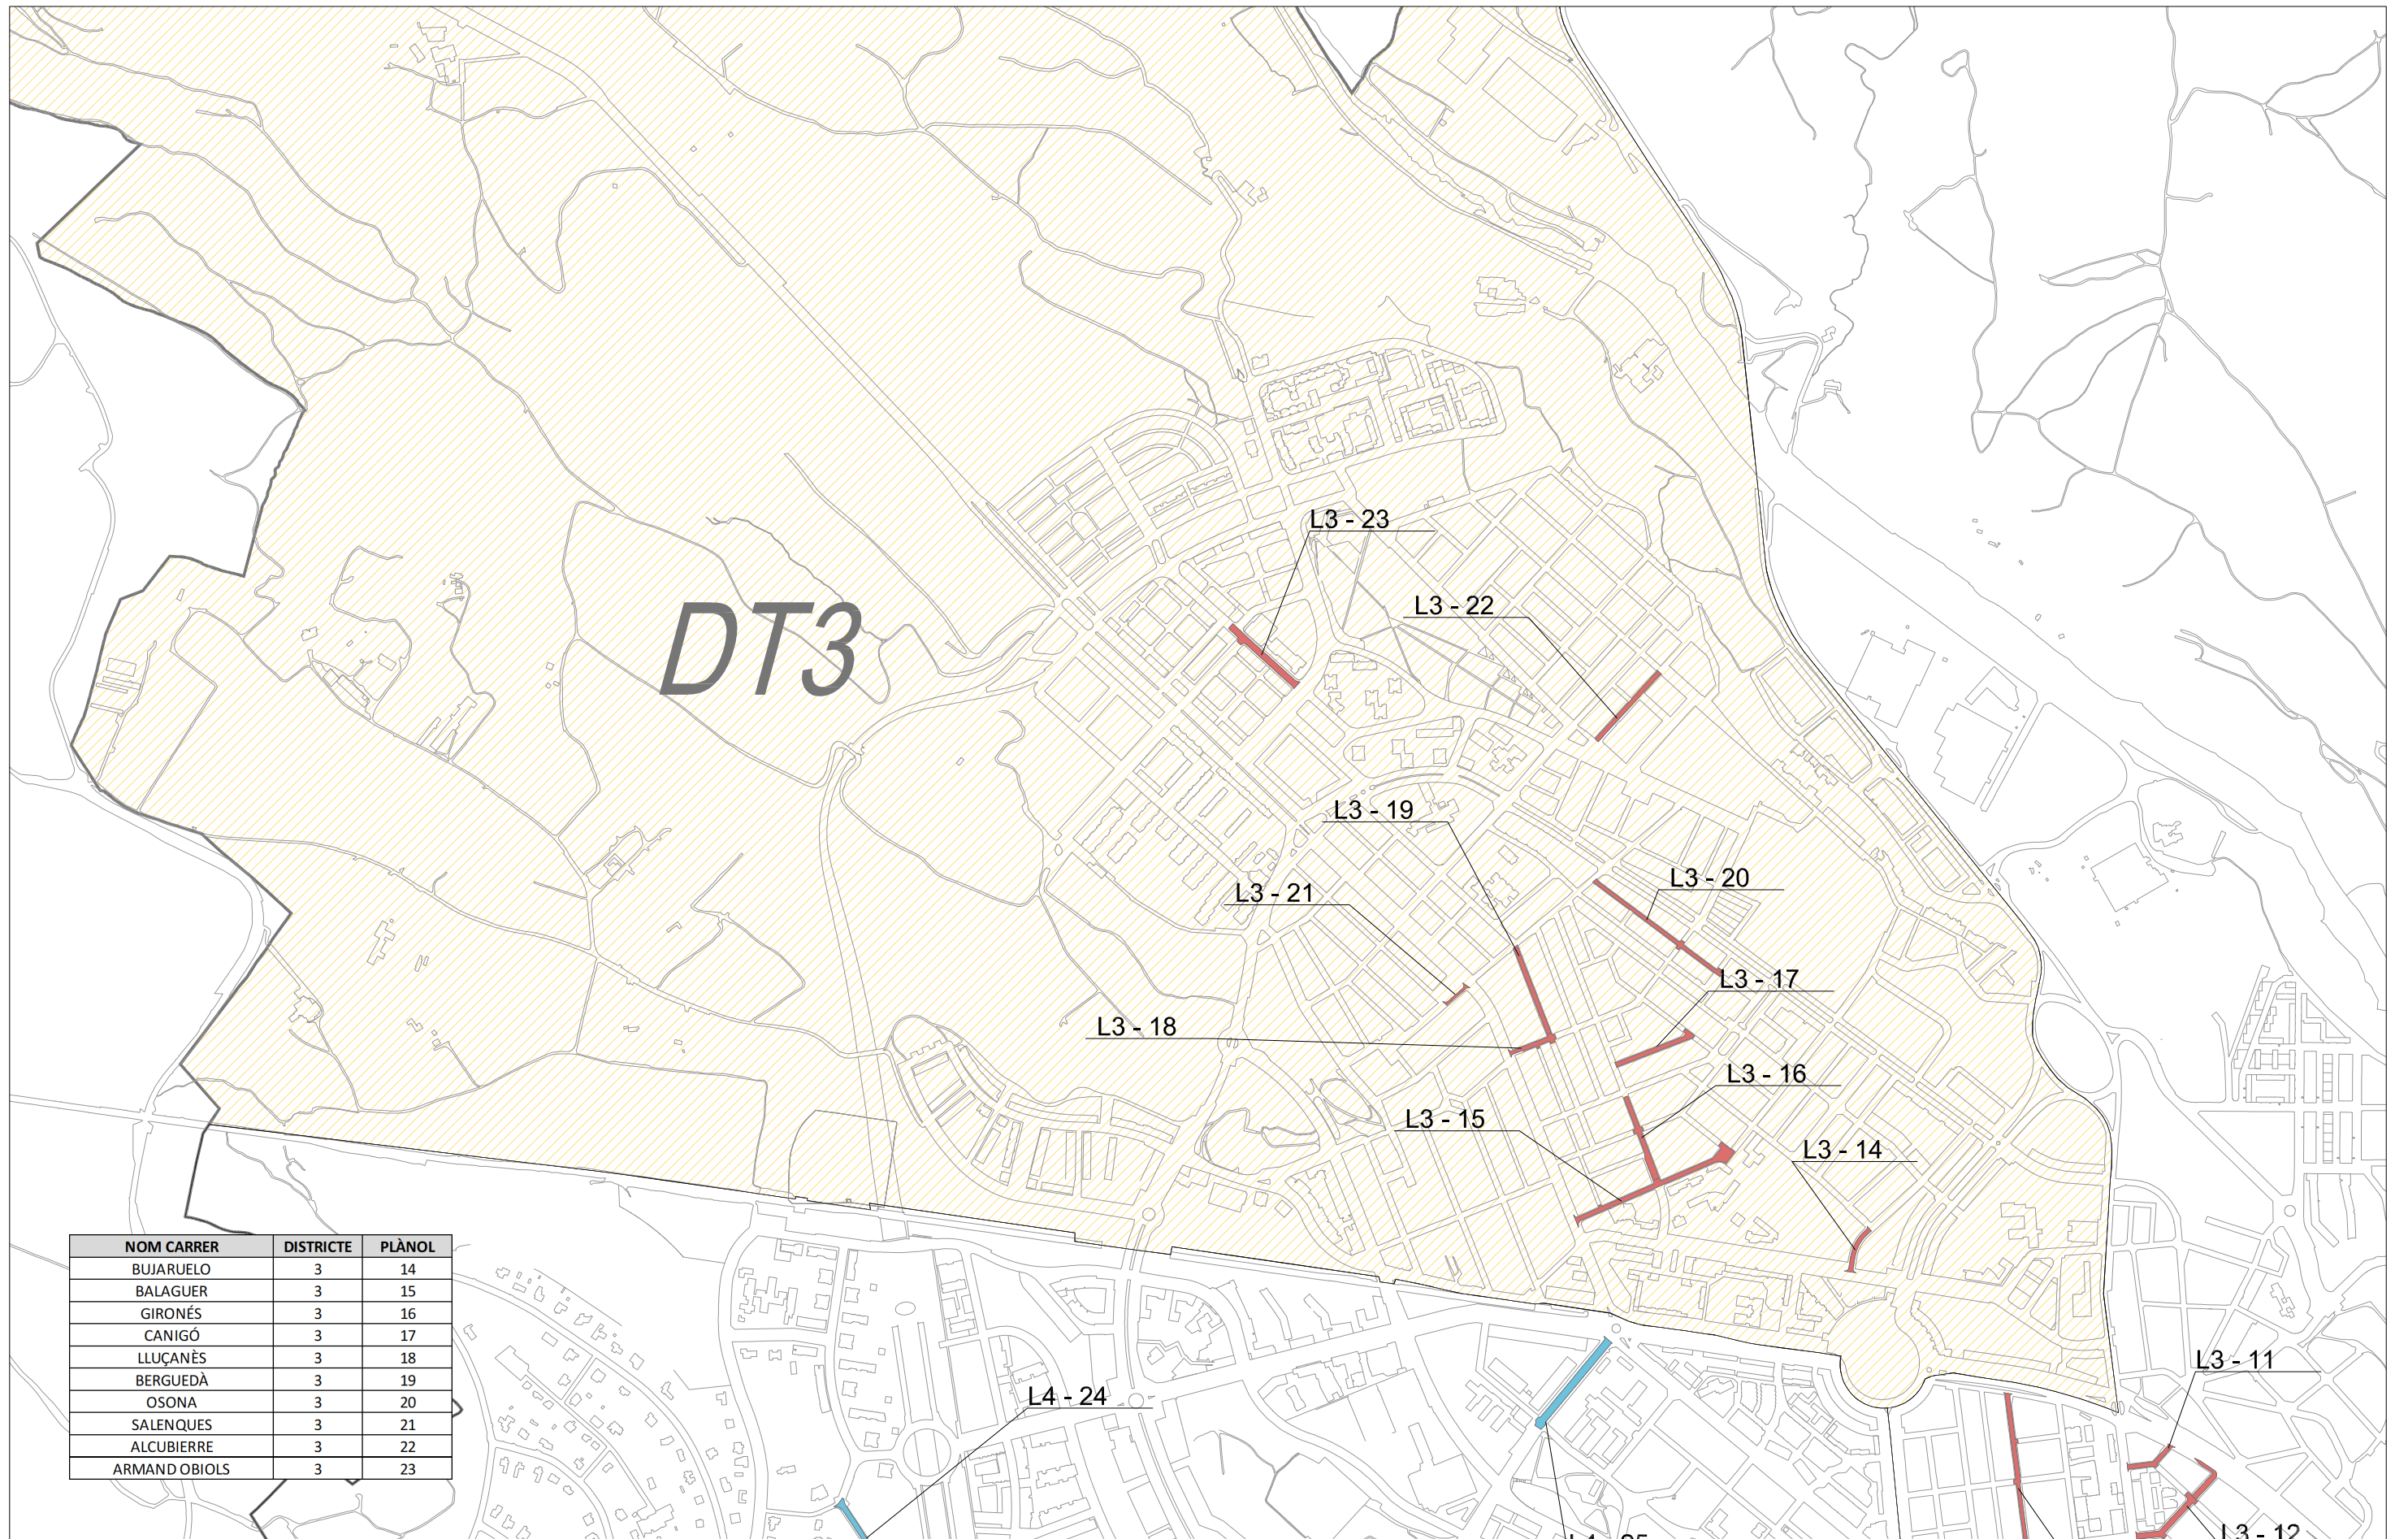 L3 - 23
L3 - 22
DT3
L3 - 19
L3 - 20
L3 - 21
L3 - 17
L3 - 18
L3 - 16
L3 - 15
L3 - 14
NOM CARRER DISTRICTE PLÀNOL
BUJARUELO 3 14
BALAGUER 3 15
GIRONÉS 3 16
CANIGÓ 3 17
LLUÇANÈS 3 18
BERGUEDÀ 3 19
OSONA 3 20
SALENQUES 3 21
ALCUBIERRE 3 22
ARMAND OBIOLS 3 23
L3 - 11
L4 - 24
L3 - 12